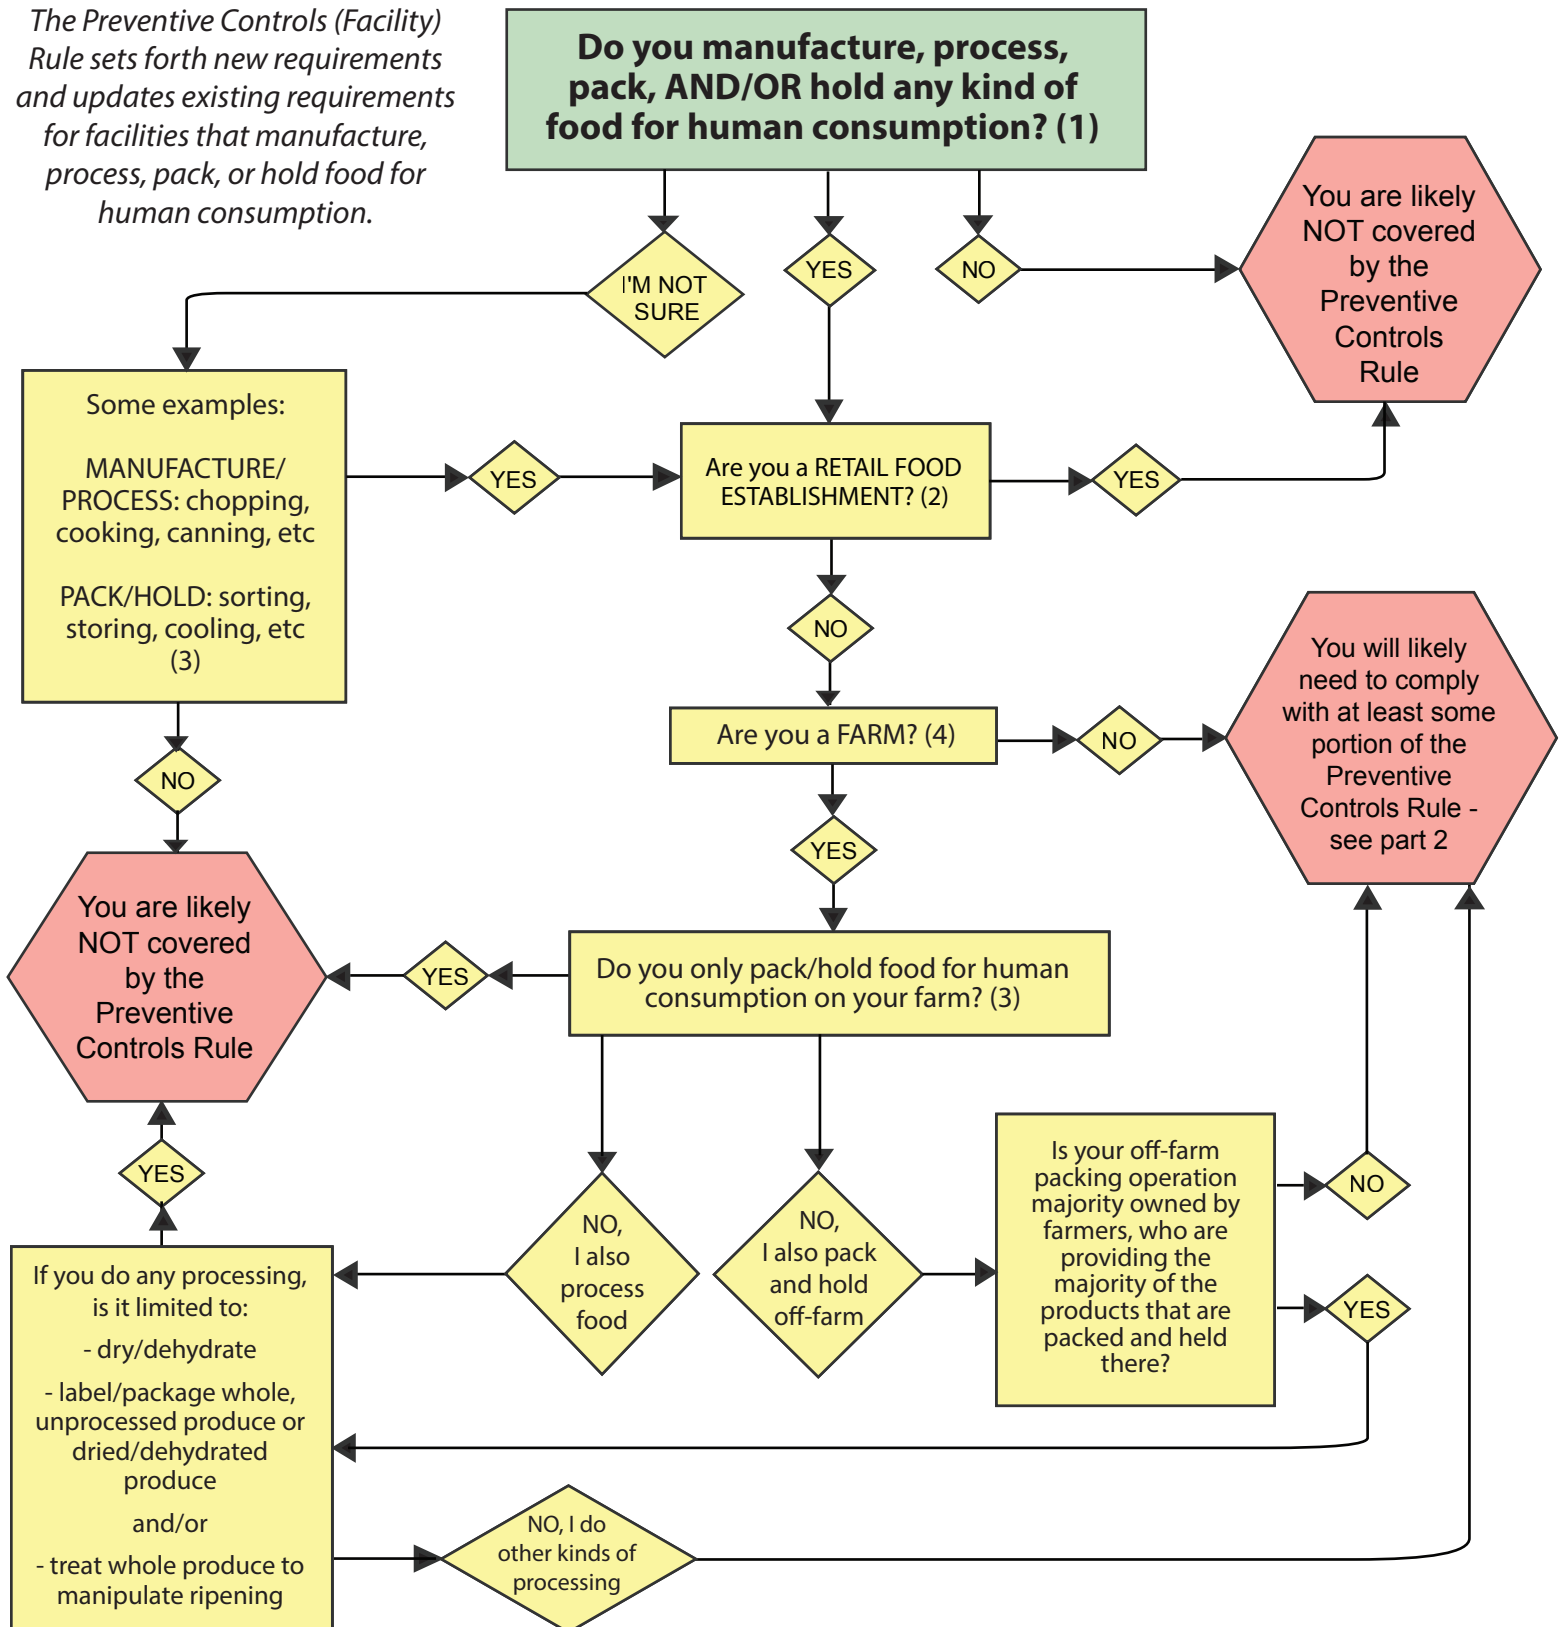 The Preventive Controls (Facility)
Rule sets forth new requirements
and updates existing requirements
for facilities that manufacture,
process, pack, or hold food for
human consumption.
Do you manufacture, process,
pack, AND/OR hold any kind of
food for human consumption? (1)
I'M NOT
SURE
YES
NO
You are likely
NOT covered
by the
Preventive
Controls
Rule
Some examples:
MANUFACTURE/
PROCESS: chopping,
cooking, canning, etc
PACK/HOLD: sorting,
storing, cooling, etc
(3)
YES
Are you a RETAIL FOOD
ESTABLISHMENT? (2)
YES
NO
NO
Are you a FARM? (4)
NO
You will likely
need to comply
with at least some
portion of the
Preventive
Controls Rule -
see part 2
YES
You are likely
NOT covered
by the
Preventive
Controls Rule
YES
Do you only pack/hold food for human
consumption on your farm? (3)
YES
NO,
I also
process
food
NO,
I also pack
and hold
off-farm
Is your off-farm
packing operation
majority owned by
farmers, who are
providing the
majority of the
products that are
packed and held
there?
NO
YES
If you do any processing,
is it limited to:
- dry/dehydrate
- label/package whole,
unprocessed produce or
dried/dehydrated
produce
and/or
- treat whole produce to
manipulate ripening
NO, I do
other kinds of
processing